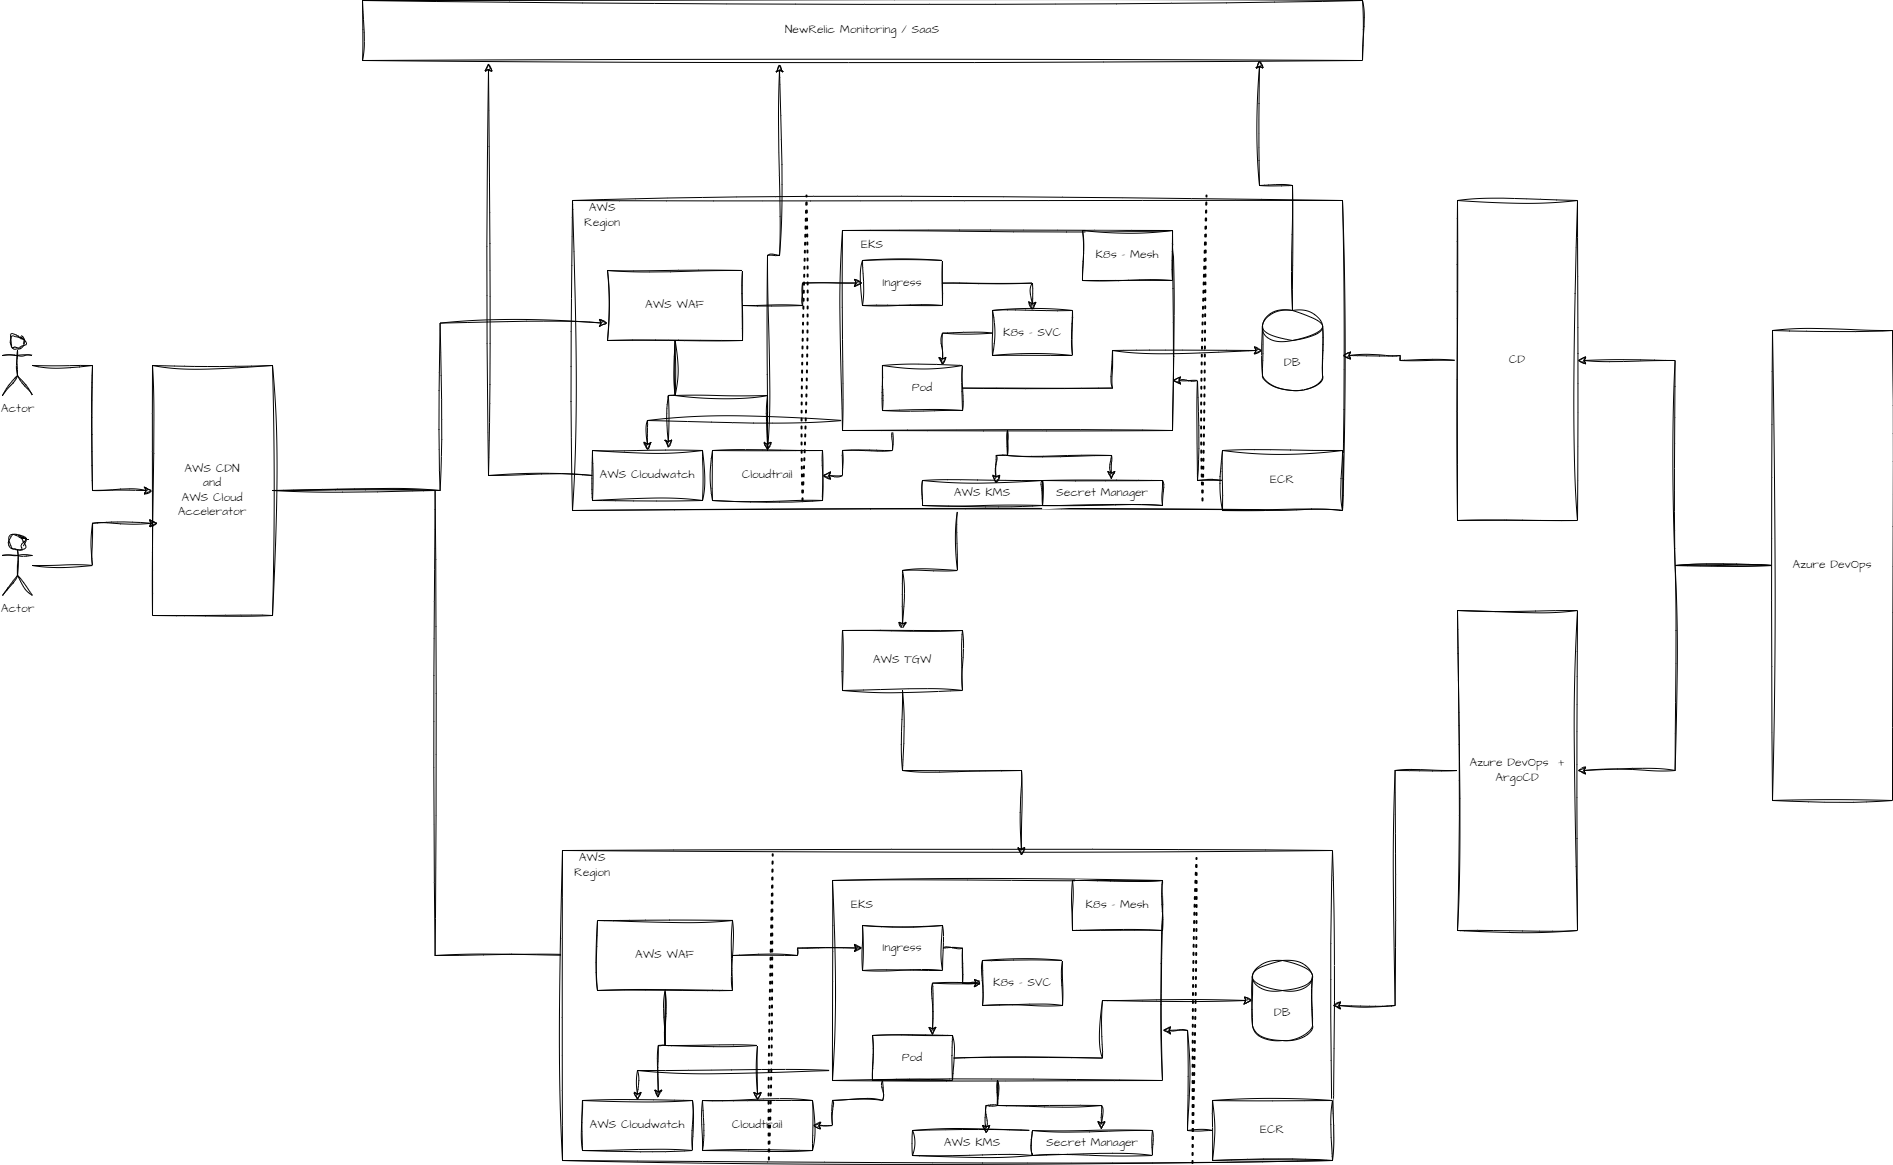 NewRelic Monitoring / SaaS
AWS
Region
EKS
K8s - Mesh
Ingress
AWS WAF
K8s - SVC
Pod
DB
AWS Cloudwatch
Cloudtrail
AWS KMS
Secret Manager
ECR
CD
Actor
Actor
AWS CDN
and
AWS Cloud
Accelerator
Azure DevOps
AWS TGW
Azure DevOps +
ArgoCD
AWS
Region
EKS
K8s - Mesh
Ingress
AWS WAF
K8s - SVC
Pod
DB
AWS Cloudwatch
Cloudtrail
AWS KMS
Secret Manager
ECR